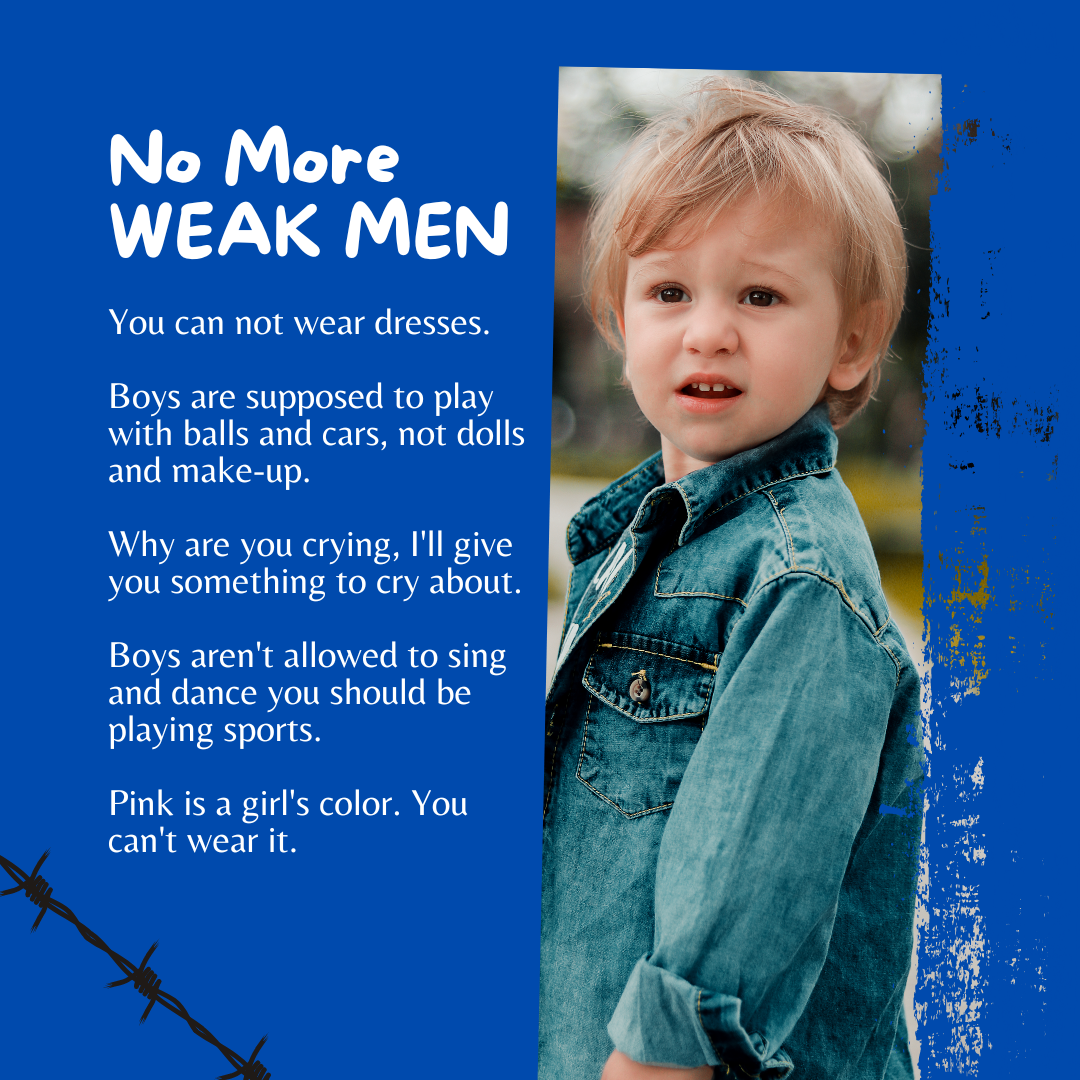 No More
WEAK MEN
You can not wear dresses.
Boys are supposed to play
with balls and cars, not dolls
and make-up.
Why are you crying, I'll give
you something to cry about.
Boys aren't allowed to sing
and dance you should be
playing sports.
Pink is a girl's color. You
can't wear it.